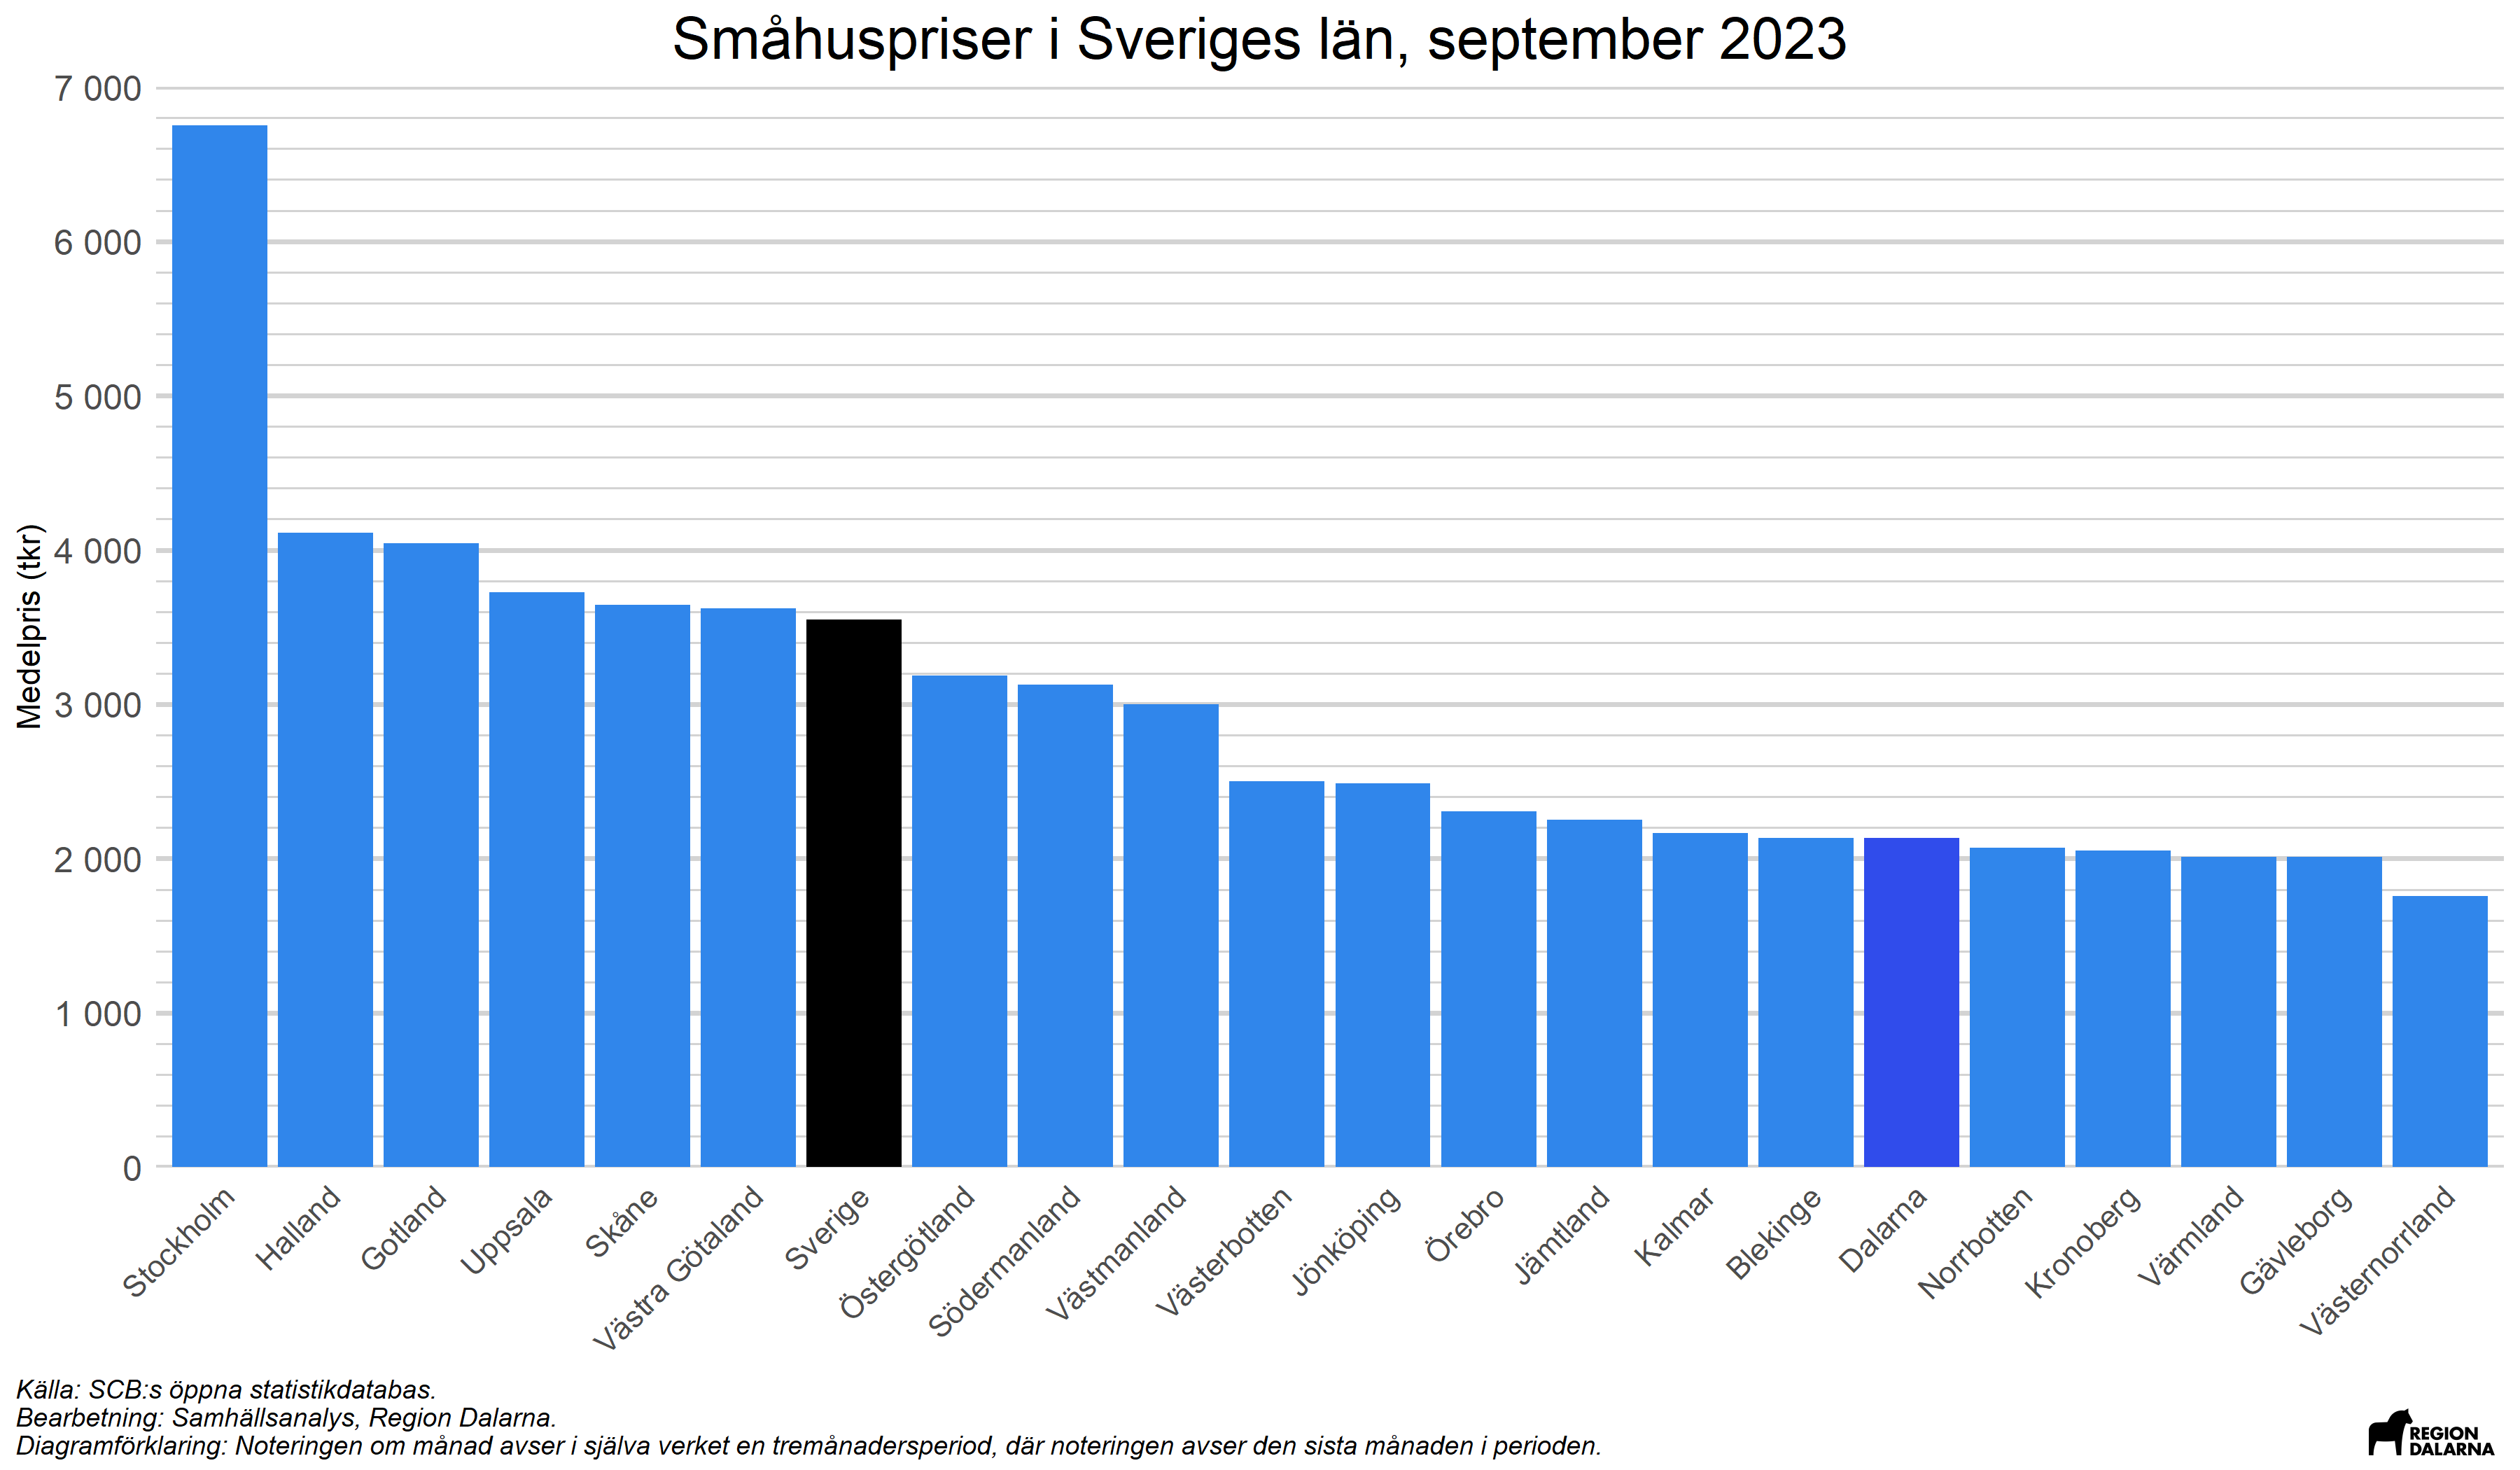 Småhuspriser i Sveriges län, september 2023
Medelpris (tkr)
7 000
6 000
5 000
4 000
3 000
2 000
1 000
0
Stockholm
Halland
Gotland
Uppsala
Skåne
Västra Götaland
Sverige
Östergötland
Södermanland
Västmanland
Västerbotten
Jönköping
Örebro
Jämtland
Kalmar
Blekinge
Dalarna
Norrbotten
Kronoberg
Värmland
Gävleborg
Västernorrland
Källa: SCB:s öppna statistikdatabas.
Bearbetning: Samhällsanalys, Region Dalarna.
Diagramförklaring: Noteringen om månad avser i själva verket en tremånadersperiod, där noteringen avser den sista månaden i perioden.
REGION
DALARNA